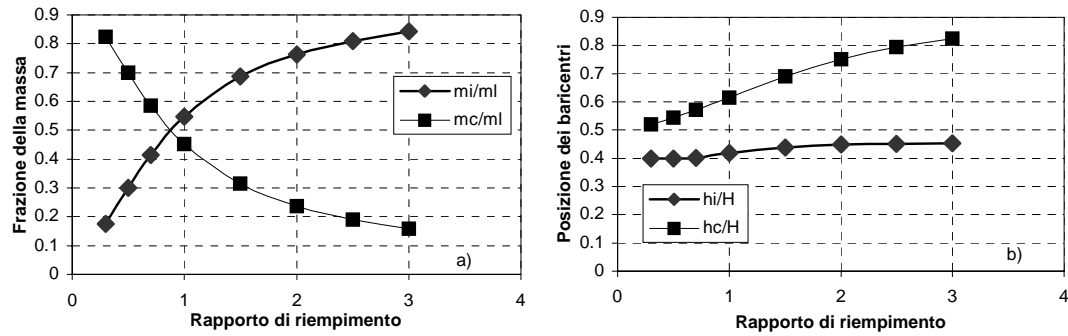 Frazione della massa
0.9
0.8
0.7
0.6
0.5
0.4
0.3
0.2
0.1
0
0 1 2 3 4
Rapporto di riempimento
mi/ml
mc/ml
a)
Posizione dei baricentri
0.9
0.8
0.7
0.6
0.5
0.4
0.3
0.2
0.1
0
0 1 2 3 4
Rapporto di riempimento
hi/H
hc/H
b)